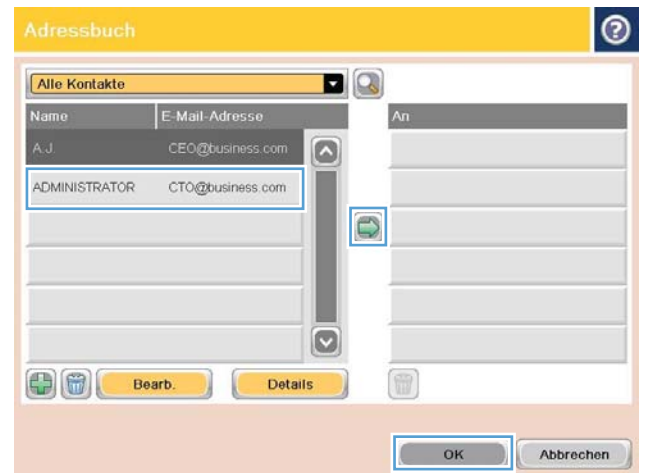 Adressbuch
Alle Kontakte
Name E-Mail-Adresse An
A.J. CEO@business.com
ADMINISTRATOR CTO@business.com
Bearb. Details
OK Abbrechen